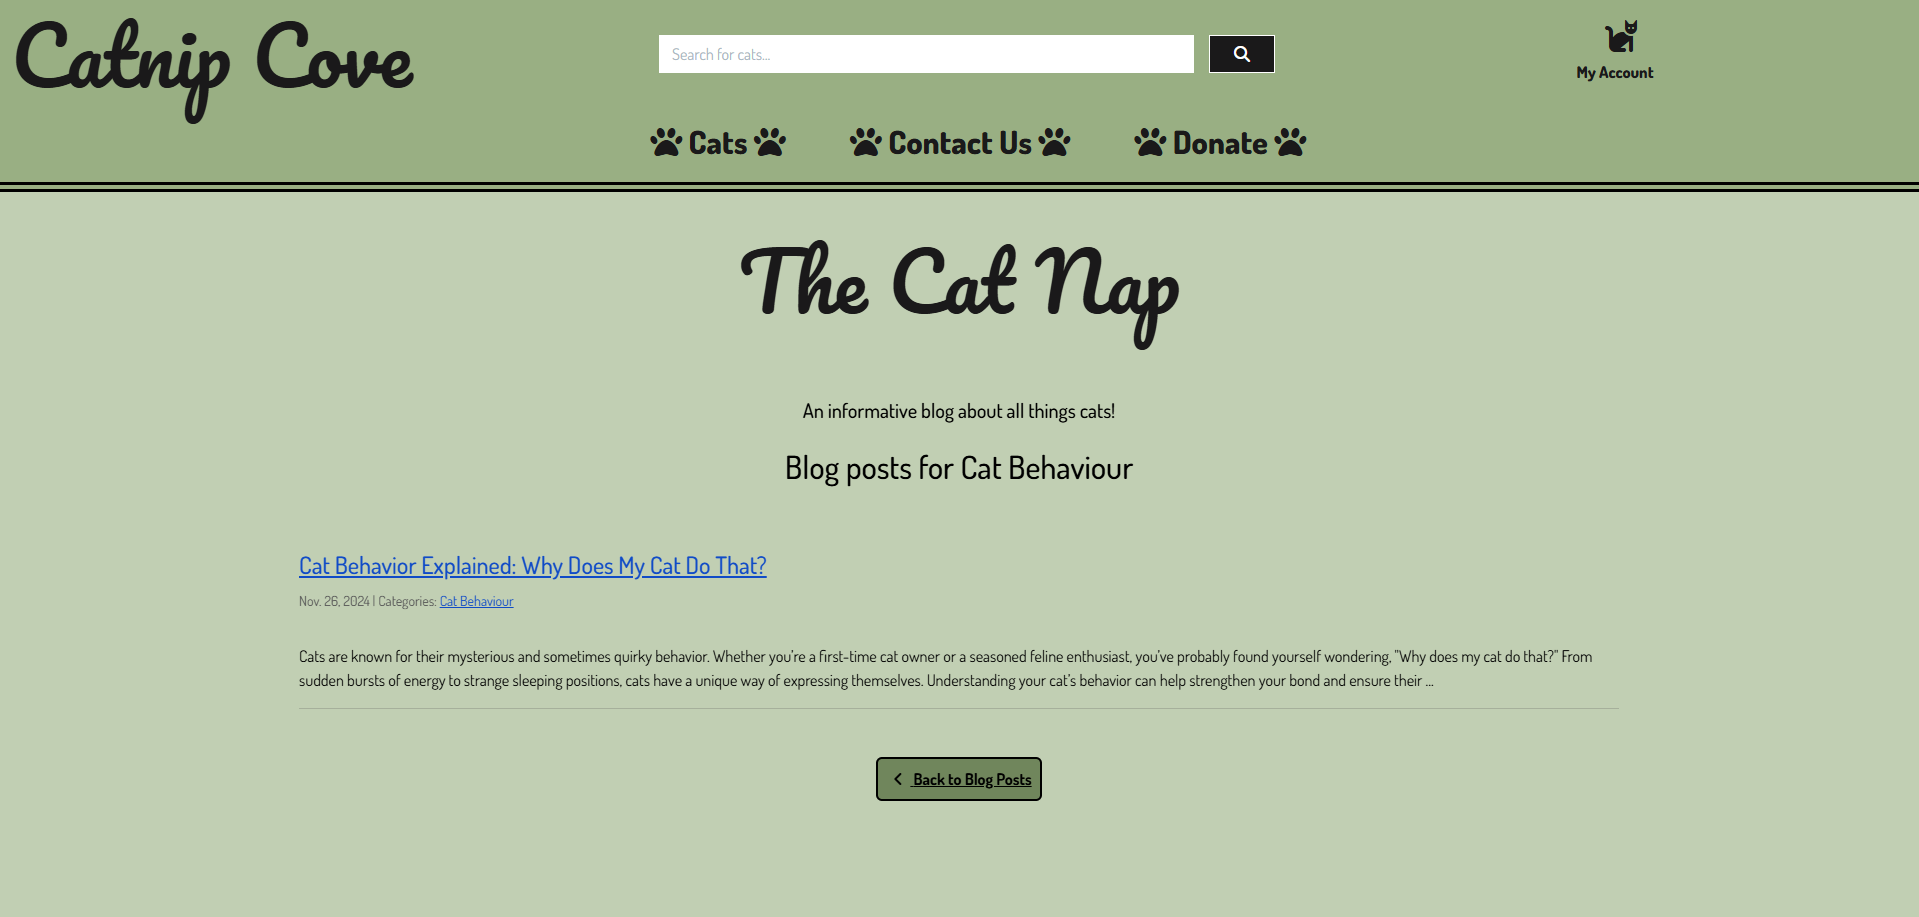 Catnip Cove
Search for cats...
My Account
Cats
Contact Us
Donate
The Cat Nap
An informative blog about all things cats!
Blog posts for Cat Behaviour
Cat Behavior Explained: Why Does My Cat Do That?
Nov. 26, 2024 | Categories: Cat Behaviour
Cats are known for their mysterious and sometimes quirky behavior. Whether you're a first-time cat owner or a seasoned feline enthusiast, you've probably found yourself wondering, "Why does my cat do that?" From
sudden bursts of energy to strange sleeping positions, cats have a unique way of expressing themselves. Understanding your cat's behavior can help strengthen your bond and ensure their …
Back to Blog Posts